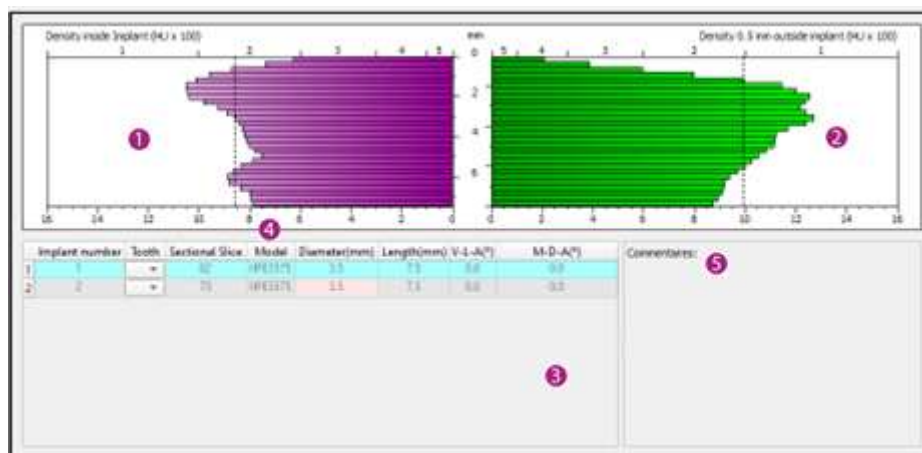 Density inside Implant (HU x 100)
mm
Density 0.5 mm outside implant (HU x 100)
1 2 3 4 5
0
5 4 3 2 1
2
4
6
1
2
16 14 12 10 8 6 4 2 0
0 2 4 6 8 10 12 14 16
4
Implant number Tooth Sectional Slice Model Diameter(mm) Length(mm) V-L-A(°) M-D-A(°)
Commentaires:
5
1 1 3.5 7.5 0.0 0.0
2 2 73 3.5 7.5 0.0 0.0
3